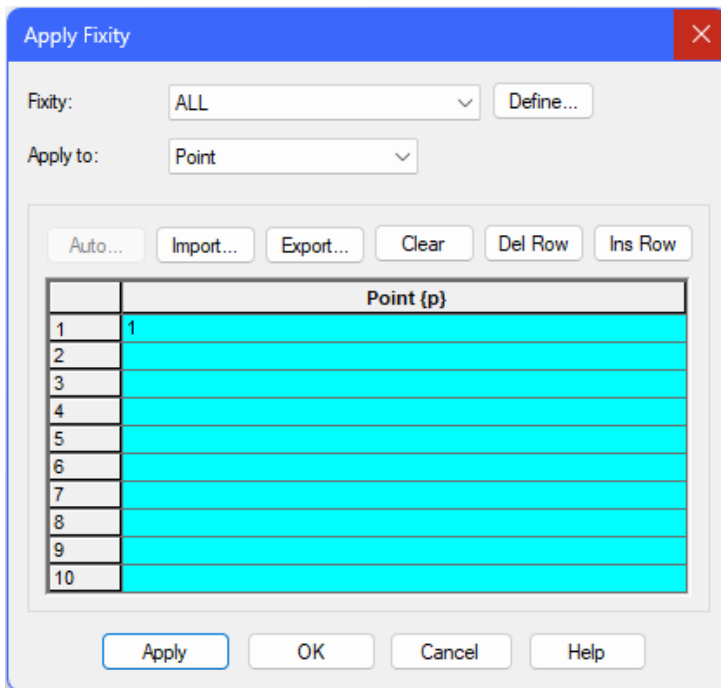 Apply Fixity
Fixity: ALL Define...
Apply to: Point
Auto... Import... Export... Clear Del Row Ins Row
Point {p}
1 1
2
3
4
5
6
7
8
9
10
Apply OK Cancel Help